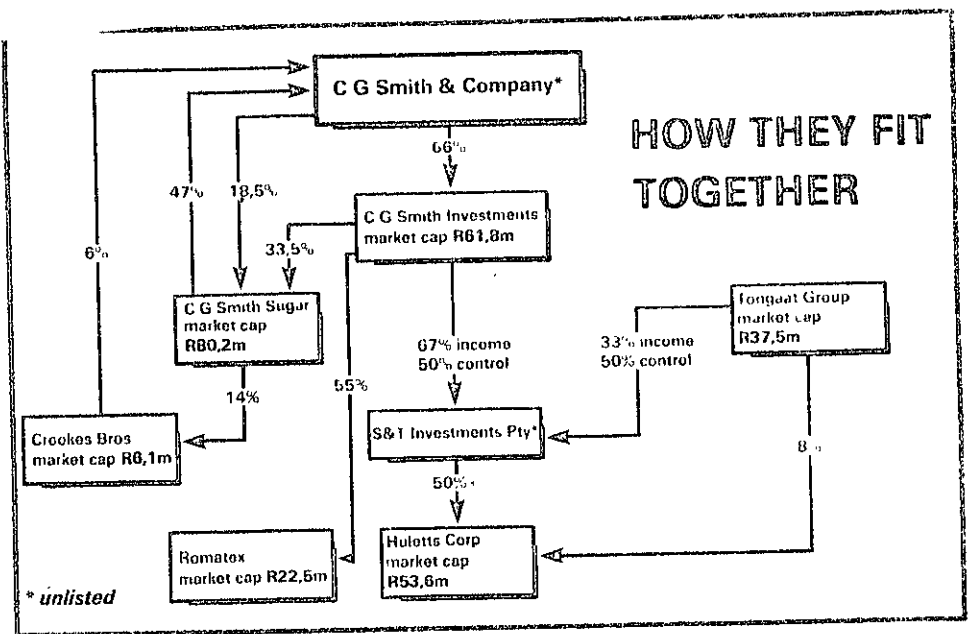 C G Smith & Company*
HOW THEY FIT
TOGETHER
66%
47%
18,5%
6%
C G Smith Investments
market cap R61,8m
33,5%
C G Smith Sugar
market cap
R80,2m
Tongaat Group
market cap
R37,5m
67% income
50% control
33% income
50% control
55%
14%
Crookes Bros
market cap R6,1m
S&T Investments Pty*
8%
50%
Romatex
market cap R22,5m
Huletts Corp
market cap
R53,6m
* unlisted